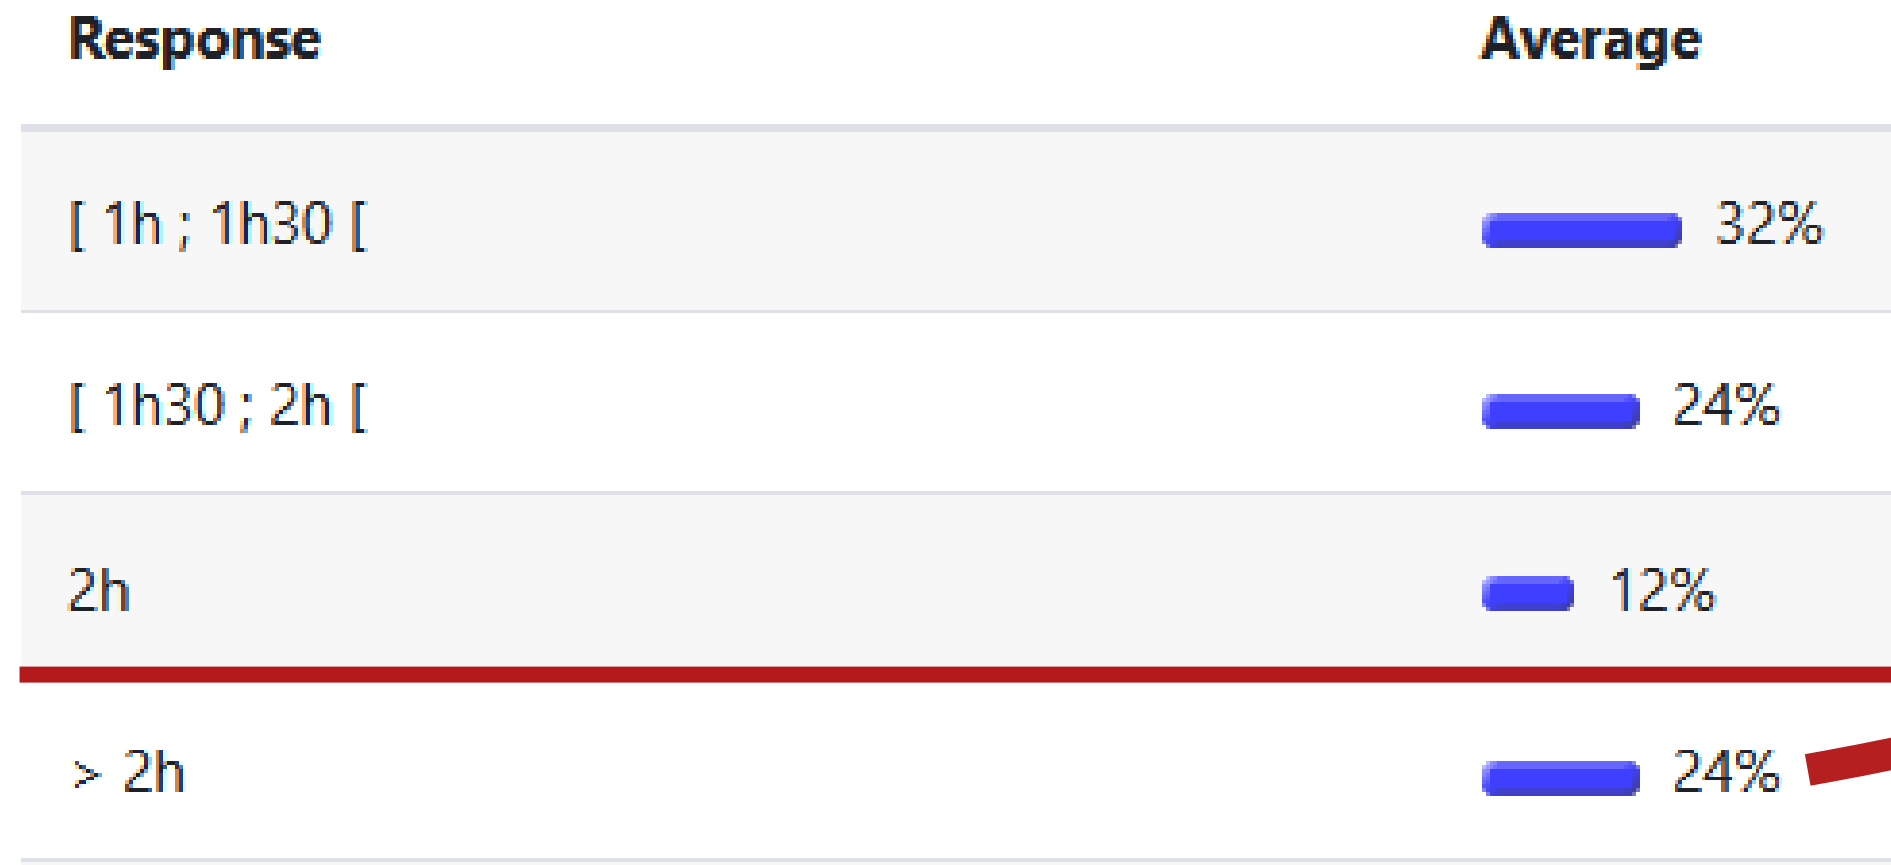 Response Average
[ 1h ; 1h30 [ 32%
[ 1h30 ; 2h [ 24%
2h 12%
> 2h 24%